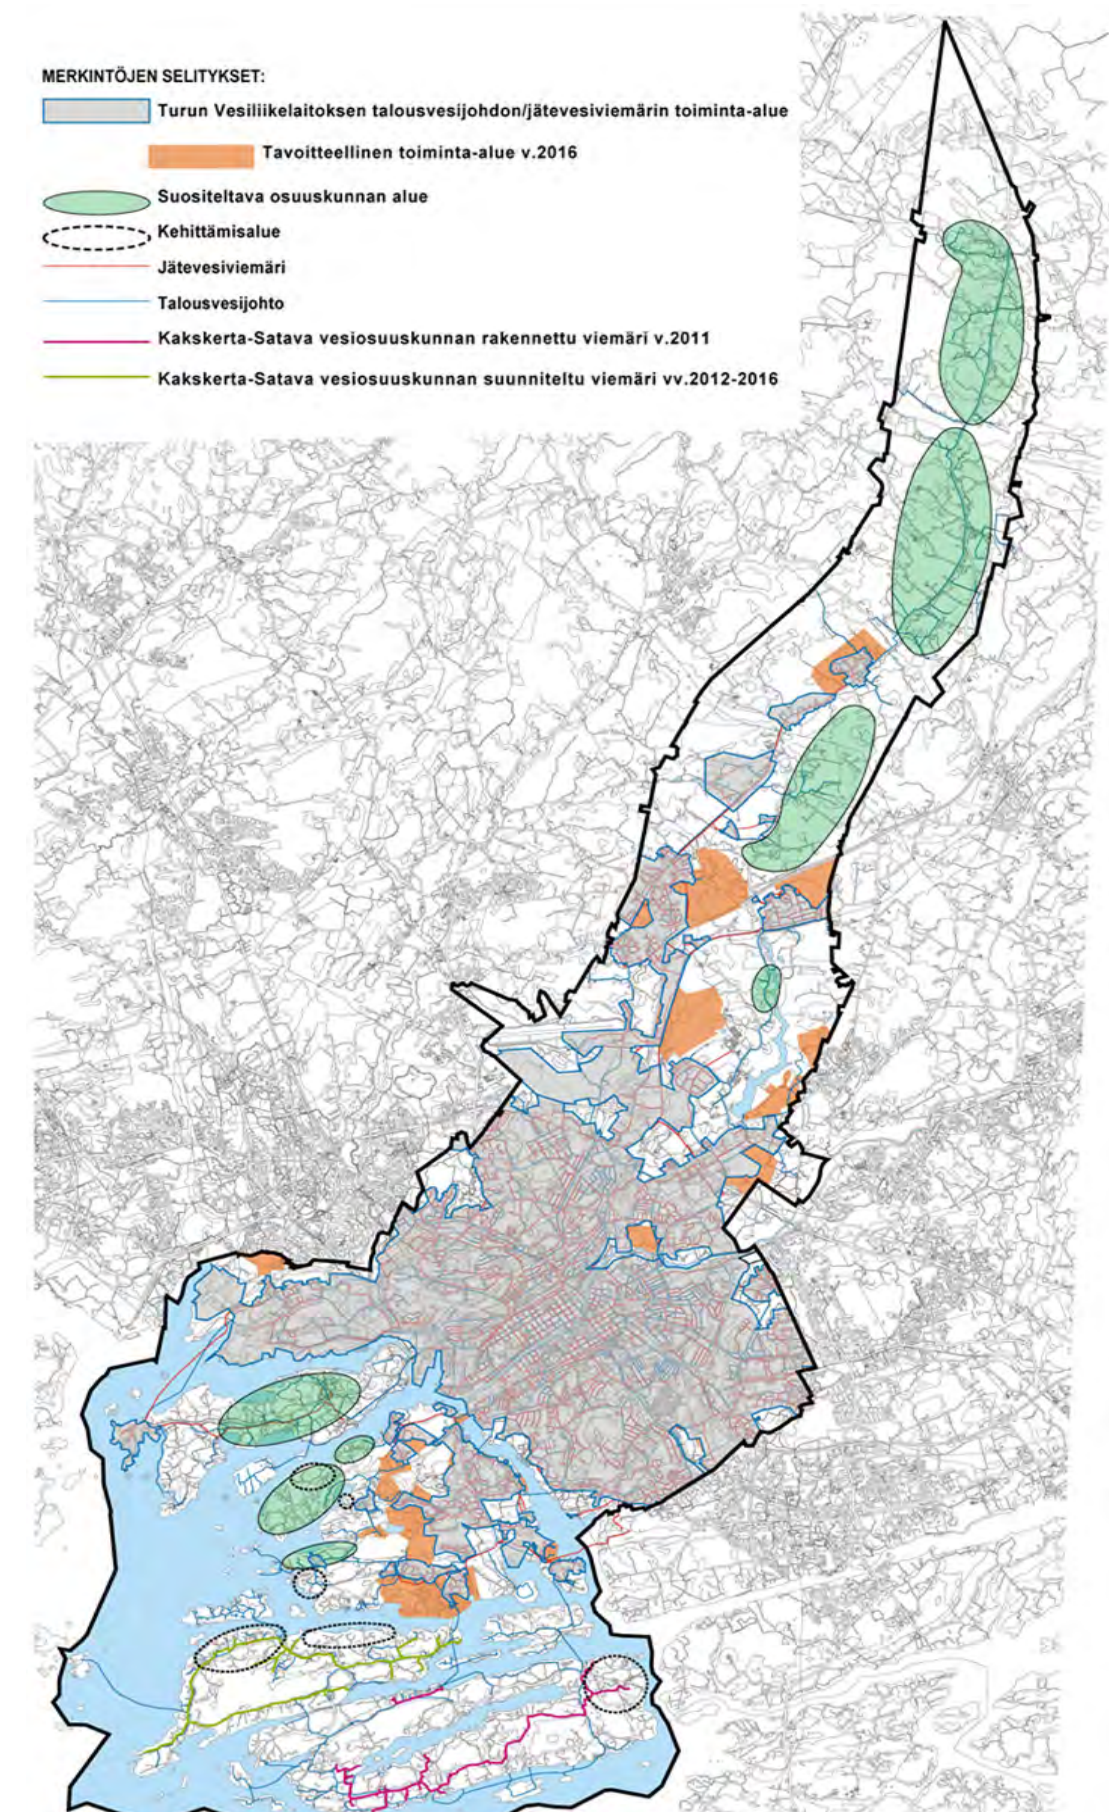 MERKINTÖJEN SELITYKSET:
Turun Vesiliikelaitoksen talousvesijohdon/jätevesiviemärin toiminta-alue
Tavoitteellinen toiminta-alue v.2016
Suositeltava osuuskunnan alue
Kehittämisalue
Jätevesiviemäri
Talousvesijohto
Kakskerta-Satava vesiosuuskunnan rakennettu viemäri v.2011
Kakskerta-Satava vesiosuuskunnan suunniteltu viemäri vv.2012-2016